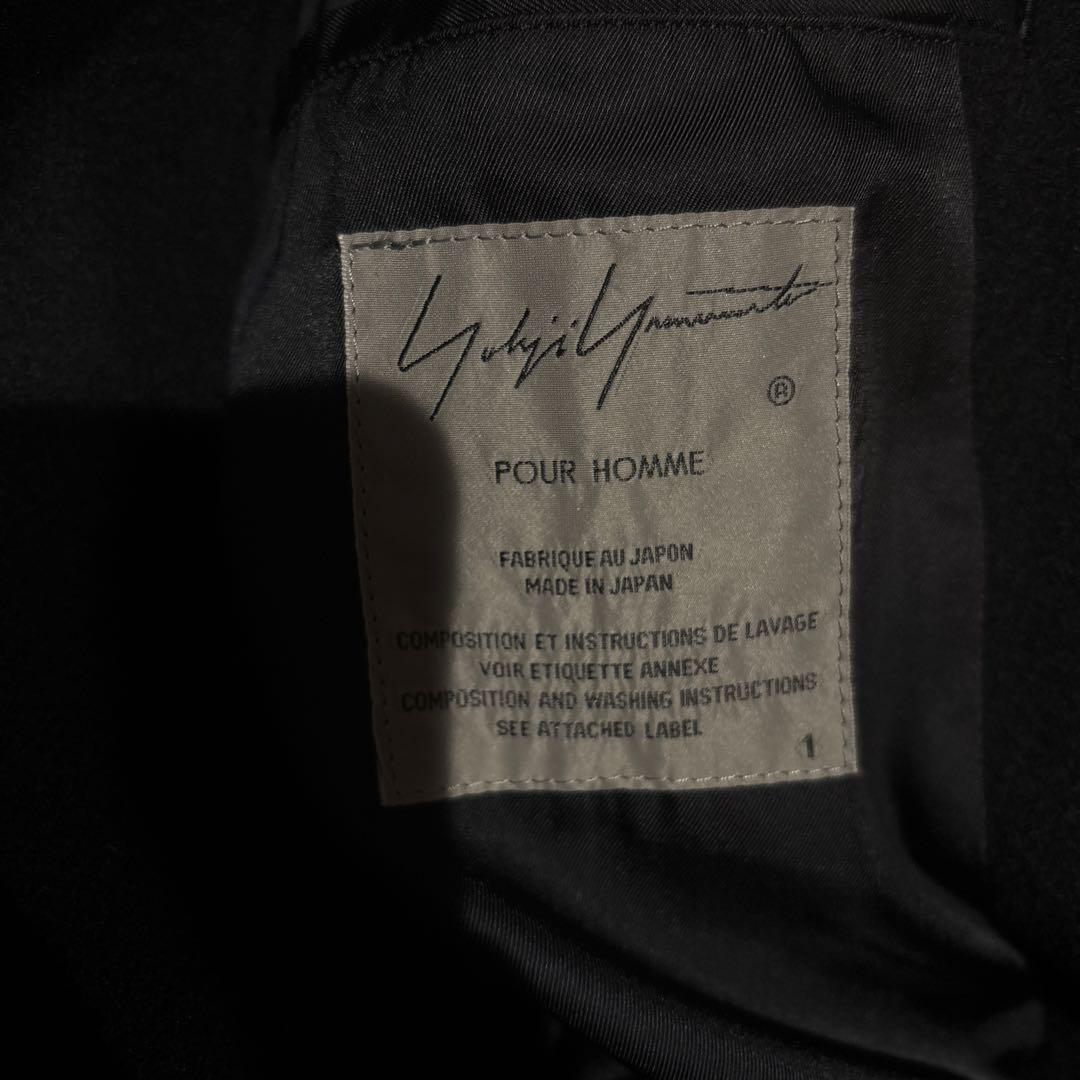 Yohji Yamamoto
®
POUR HOMME
FABRIQUE AU JAPON
MADE IN JAPAN
COMPOSITION ET INSTRUCTIONS DE LAVAGE
VOIR ETIQUETTE ANNEXE
COMPOSITION AND WASHING INSTRUCTIONS
SEE ATTACHED LABEL
1